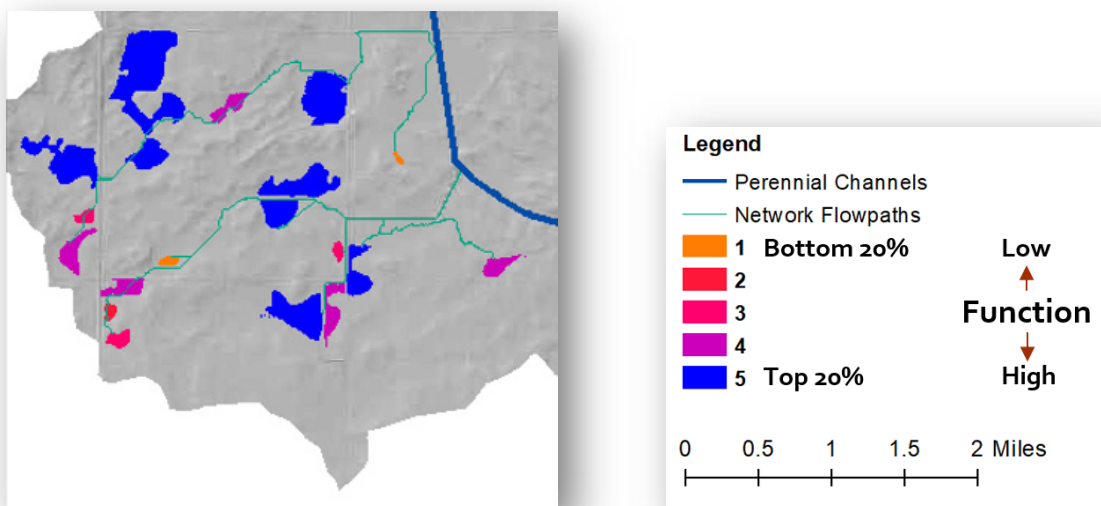 Legend
Perennial Channels
Network Flowpaths
1 Bottom 20% Low
2
3 Function
4
5 Top 20% High
0 0.5 1 1.5 2 Miles